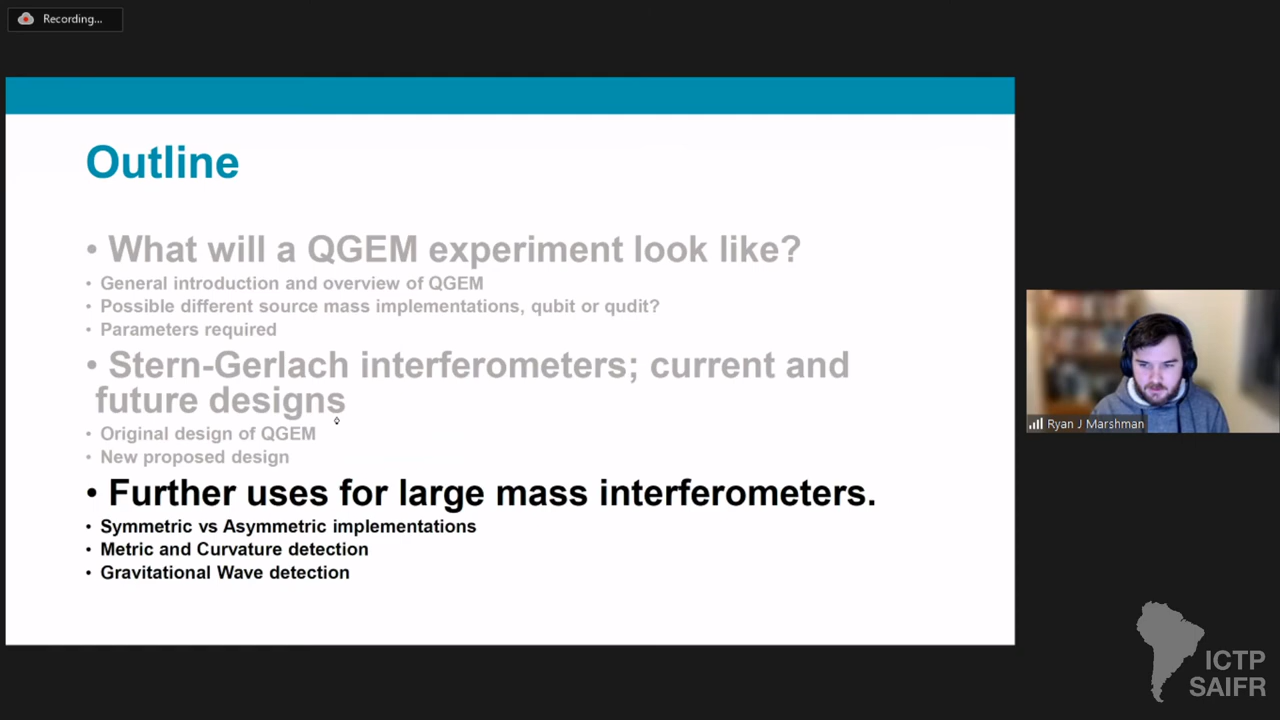 Recording...
Outline
• What will a QGEM experiment look like?
• General introduction and overview of QGEM
• Possible different source mass implementations, qubit or qudit?
• Parameters required
• Stern-Gerlach interferometers; current and
future designs
• Original design of QGEM
• New proposed design
• Further uses for large mass interferometers.
• Symmetric vs Asymmetric implementations
• Metric and Curvature detection
• Gravitational Wave detection
Ryan J Marshman
ICTP
SAIFR